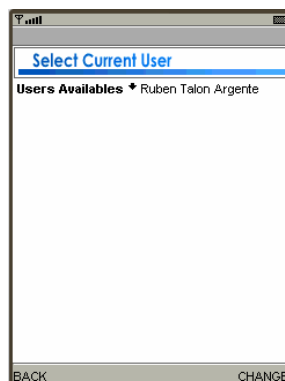 Select Current User
Users Availables Ruben Talon Argente
BACK CHANGE